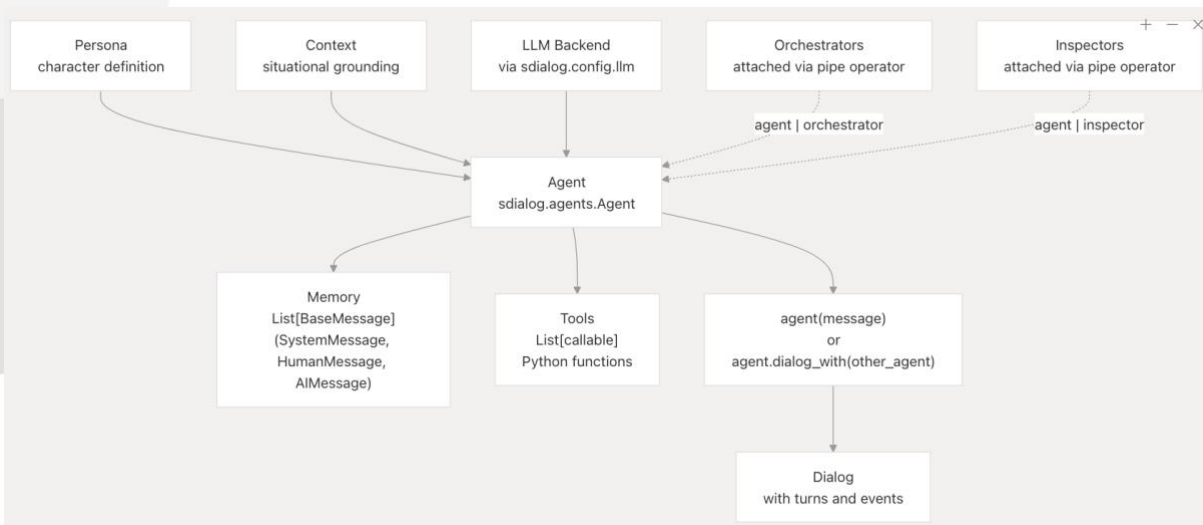 Persona
character definition
Context
situational grounding
LLM Backend
via sdialog.config.llm
Orchestrators
attached via pipe operator
Inspectors
attached via pipe operator
agent | orchestrator
agent | inspector
Agent
sdialog.agents.Agent
Memory
List[BaseMessage]
(SystemMessage,
HumanMessage,
AIMessage)
Tools
List[callable]
Python functions
agent(message)
or
agent.dialog_with(other_agent)
Dialog
with turns and events